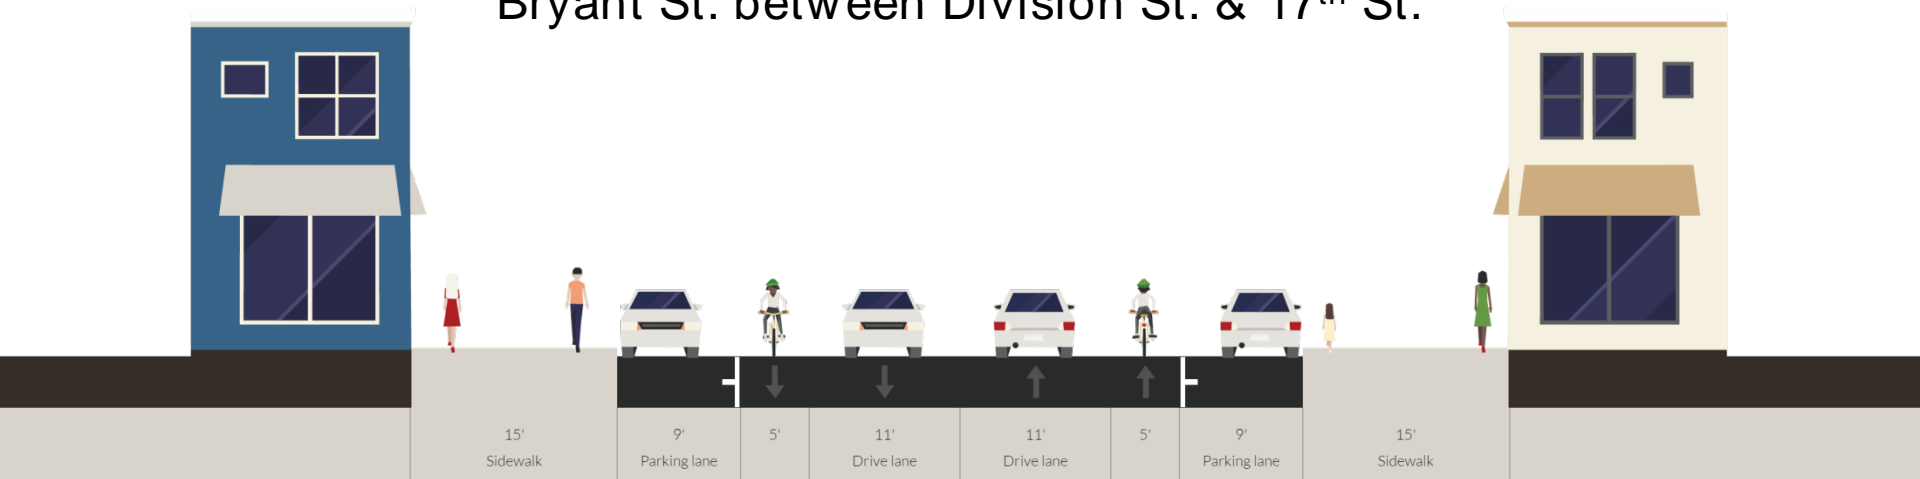 Bryant St. between Division St. & 17th St.
15' 9' 5' 11' 11' 5' 9' 15'
Sidewalk Parking lane Drive lane Drive lane Parking lane Sidewalk